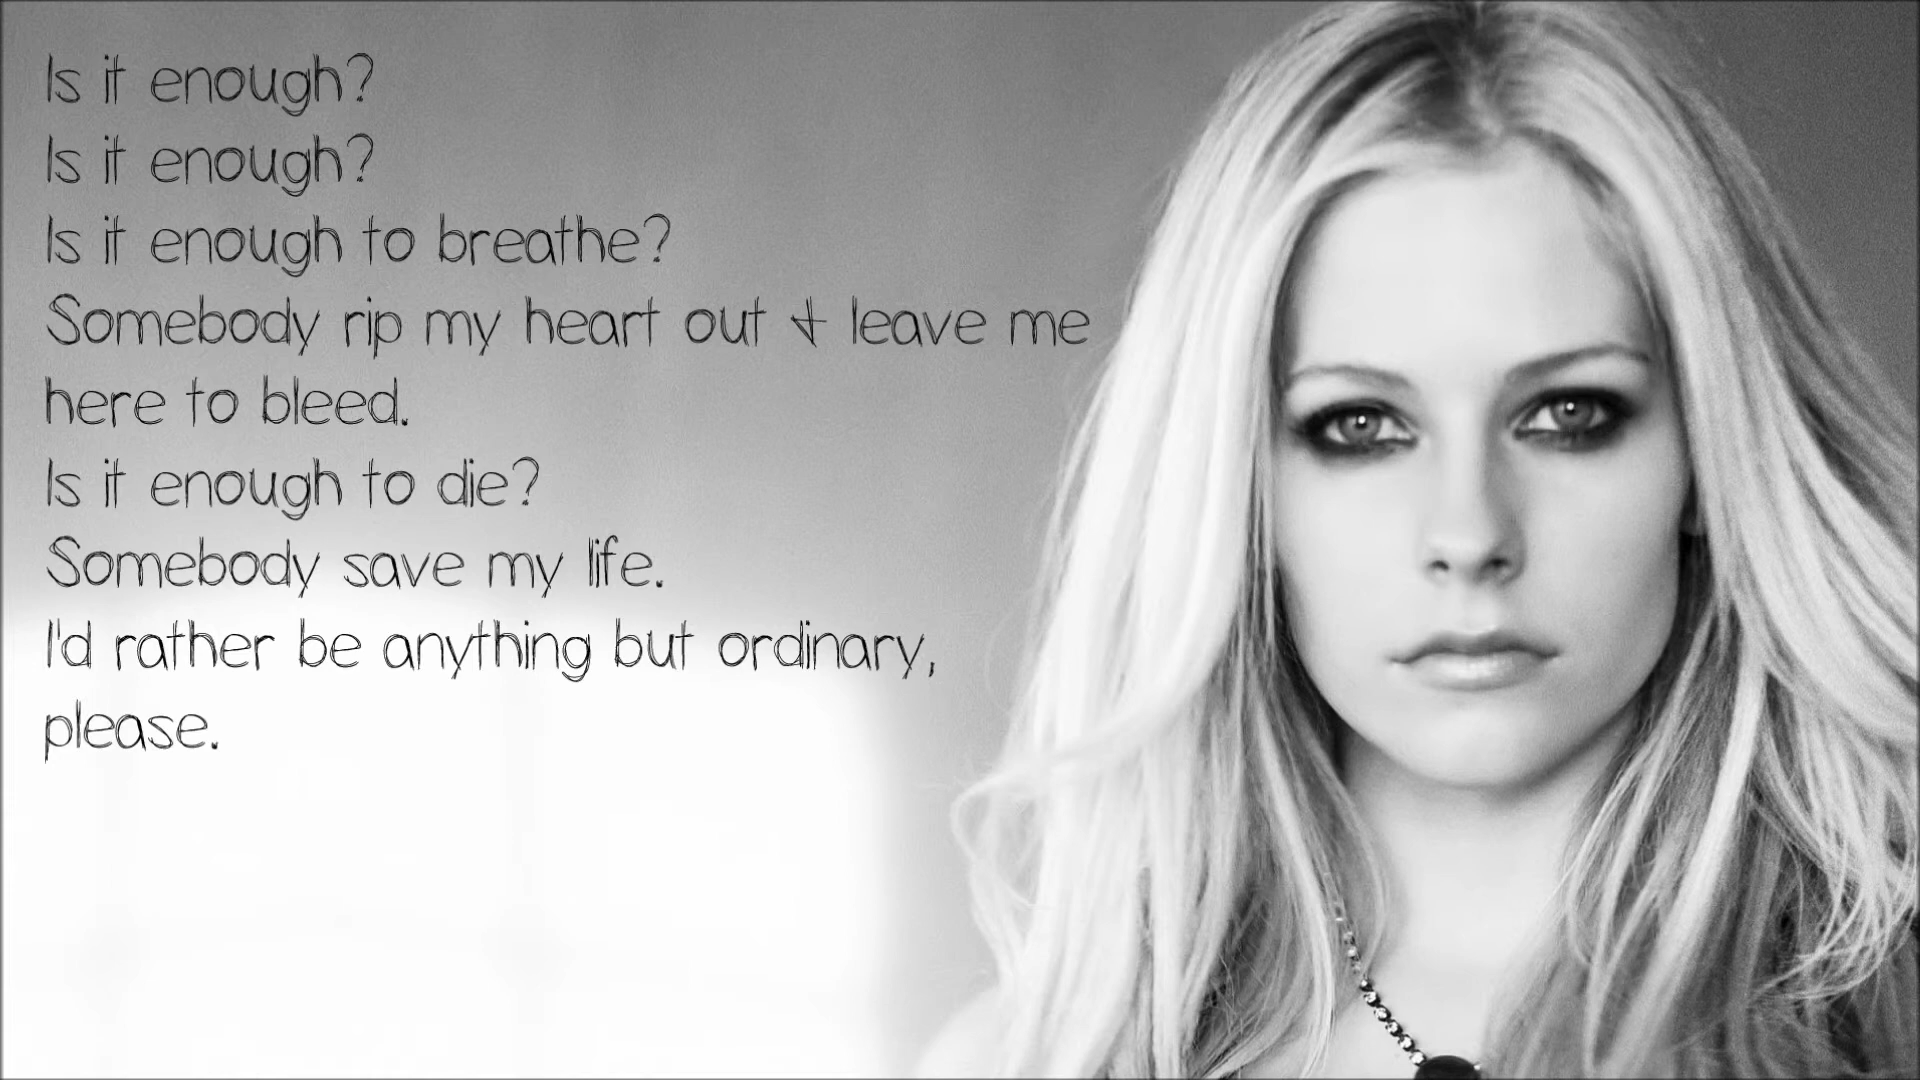 Is it enough?
Is it enough?
Is it enough to breathe?
Somebody rip my heart out & leave me
here to bleed.
Is it enough to die?
Somebody save my life.
I'd rather be anything but ordinary,
please.